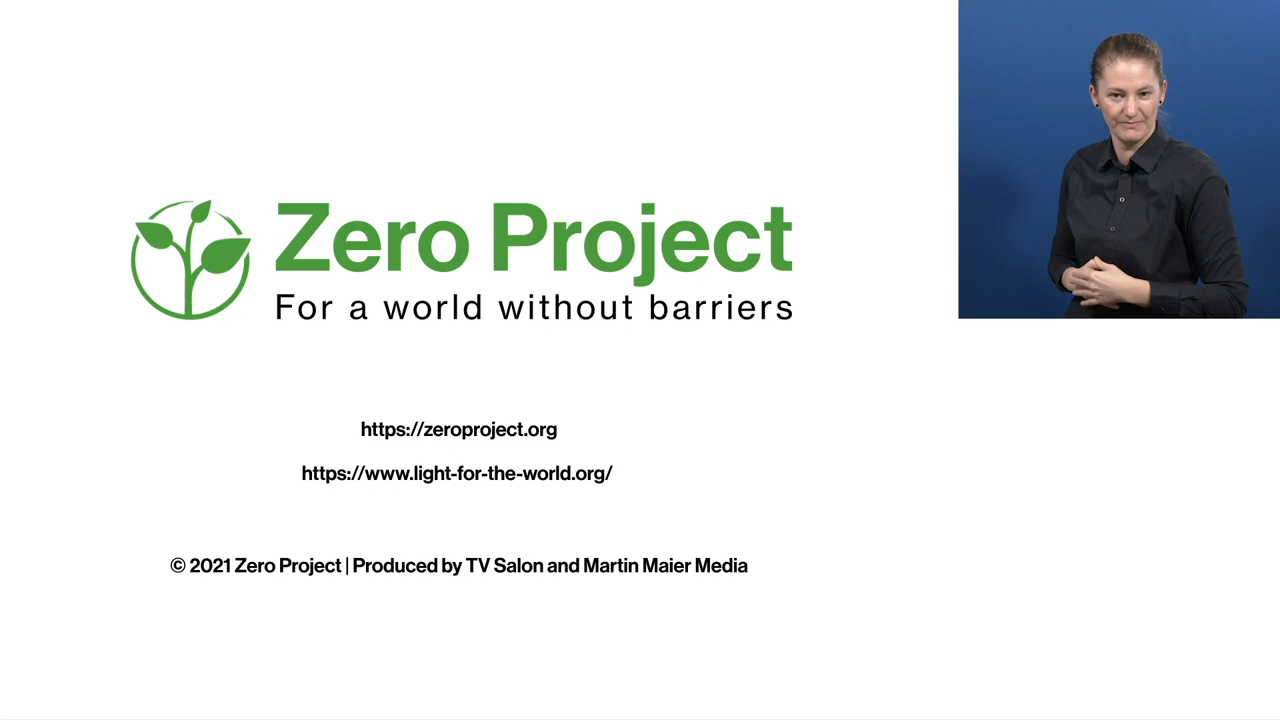 Zero Project
For a world without barriers
https://zeroproject.org
https://www.light-for-the-world.org/
© 2021 Zero Project | Produced by TV Salon and Martin Maier Media